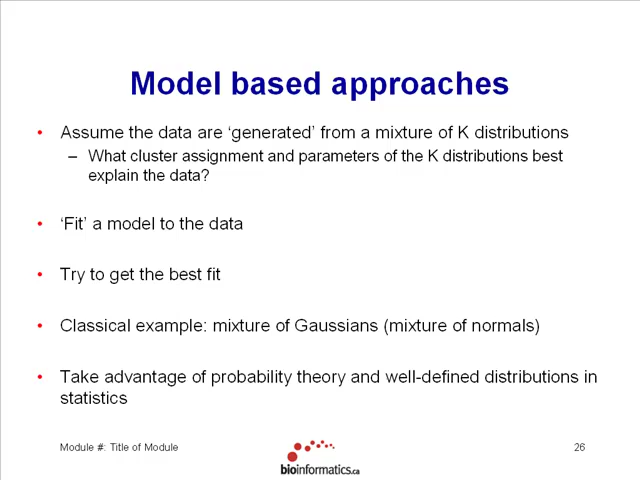 Model based approaches
• Assume the data are ‘generated’ from a mixture of K distributions
– What cluster assignment and parameters of the K distributions best
explain the data?
• ‘Fit’ a model to the data
• Try to get the best fit
• Classical example: mixture of Gaussians (mixture of normals)
• Take advantage of probability theory and well-defined distributions in
statistics
Module #: Title of Module
bioinformatics.ca
26